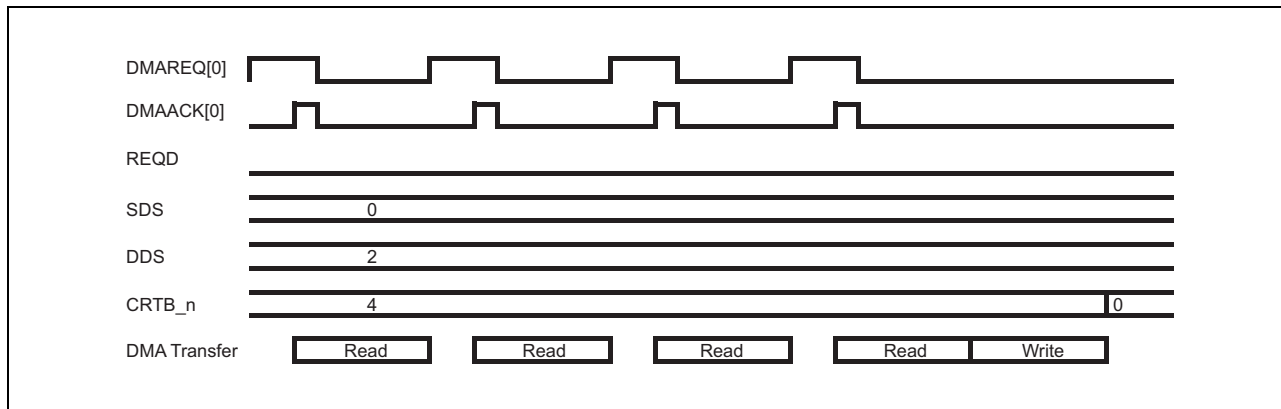 DMAREQ[0]
DMAACK[0]
REQD
SDS 0
DDS 2
CRTB_n 4 0
DMA Transfer Read Read Read Read Write